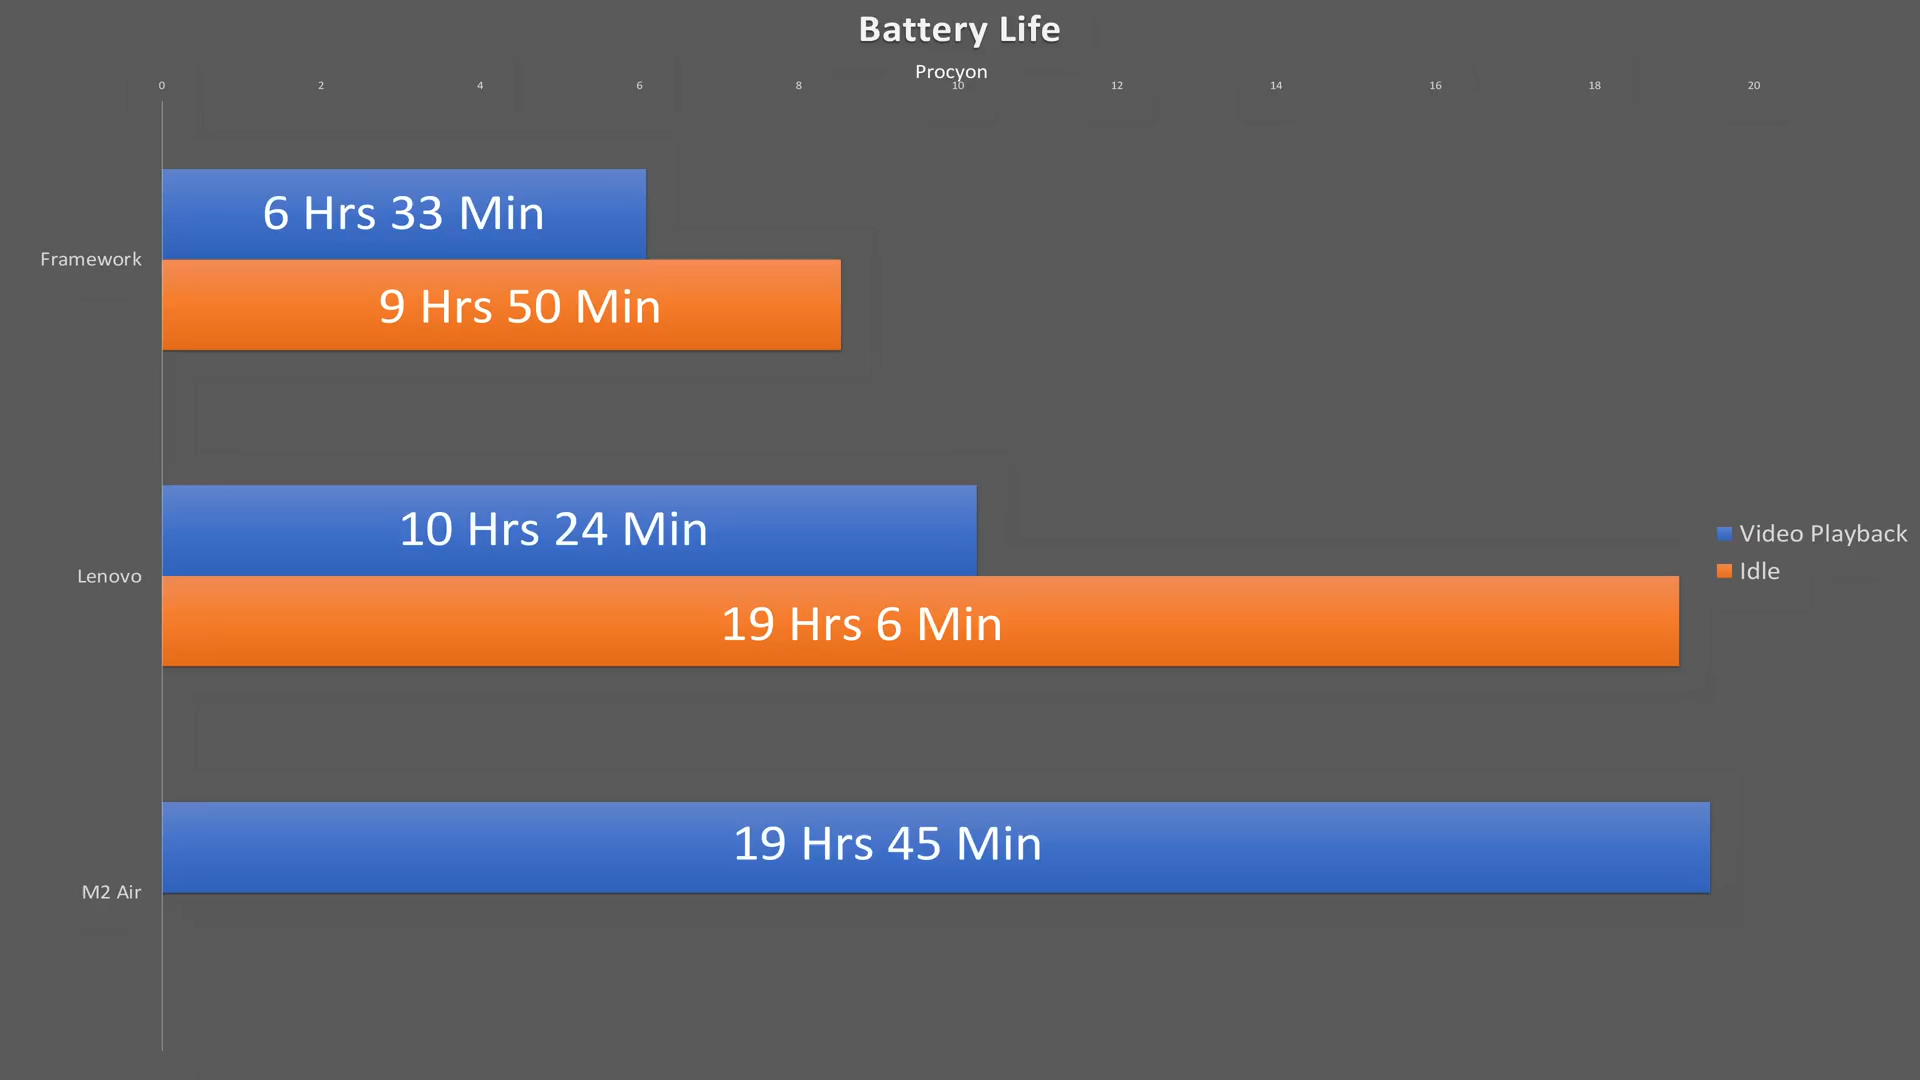 Battery Life
Procyon
0 2 4 6 8 10 12 14 16 18 20
6 Hrs 33 Min
Framework
9 Hrs 50 Min
10 Hrs 24 Min
Lenovo
19 Hrs 6 Min
Video Playback
Idle
19 Hrs 45 Min
M2 Air